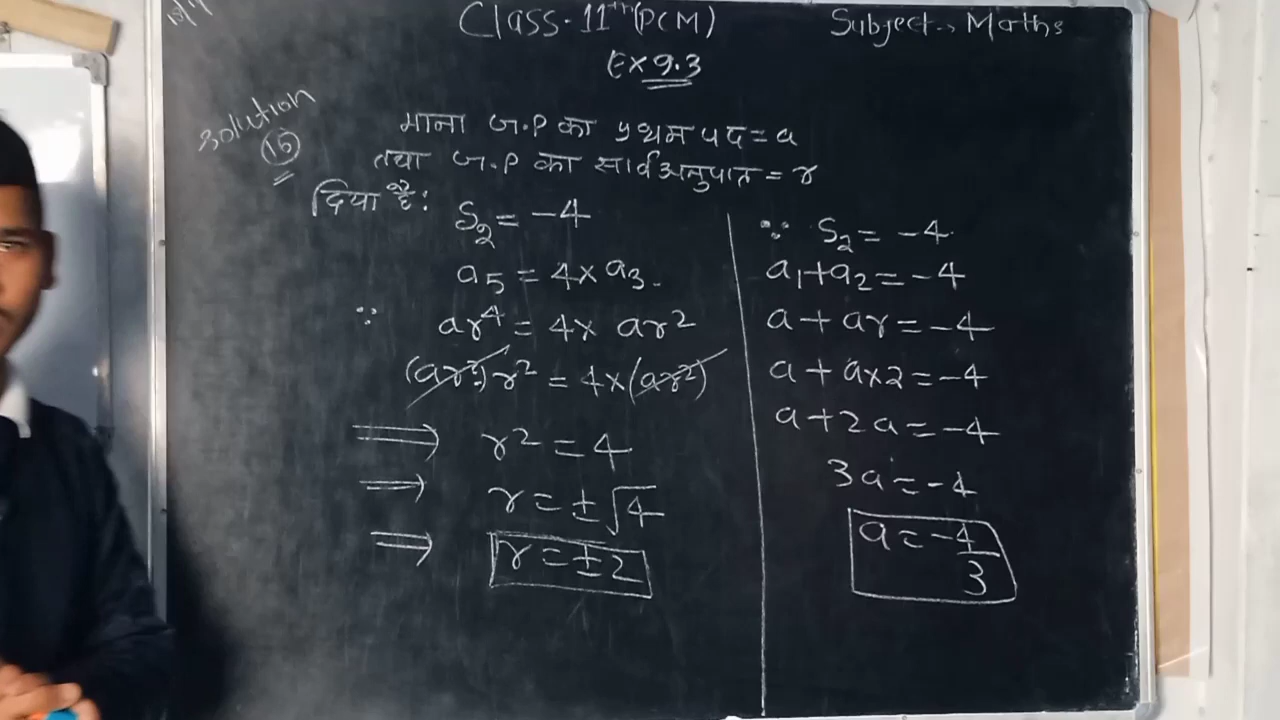 Class-11th (PCM)
Subject → Maths
Ex 9.3
Solution
माना G.P का प्रथम पद = a
तथा G.P का सार्वअनुपात = r
दिया है:
S₂ = -4
a₅ = 4× a₃.
∵ ar⁴ = 4× ar²
(ar²)r² = 4×(ar²)
⟹ r² = 4
⟹ r = ±√4
⟹ r = ±2
∵ S₂ = -4
a₁+a₂ = -4
a + ar = -4
a + a×2 = -4
a + 2a = -4
3a = -4
a = -4/3